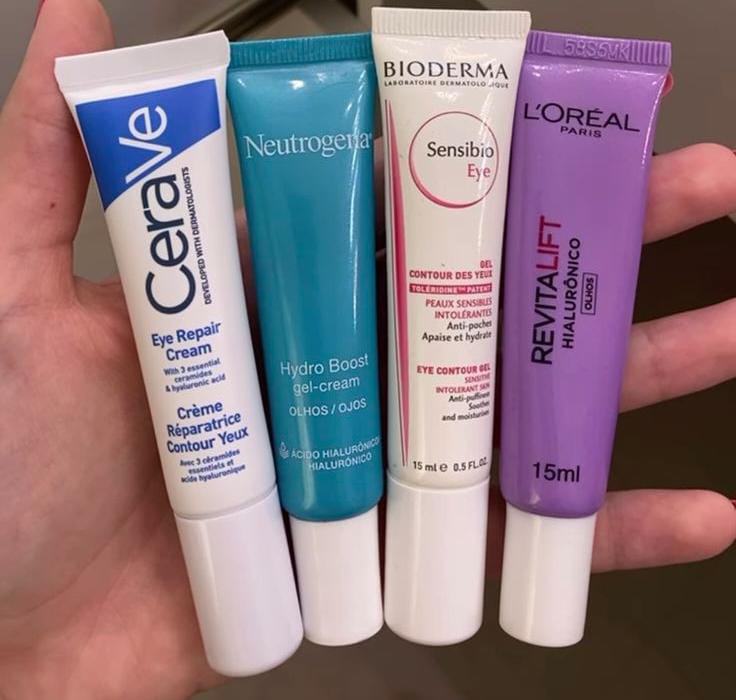 CeraVe
DEVELOPED WITH DERMATOLOGISTS
Eye Repair
Cream
With 3 essential
ceramides
& hyaluronic acid
Crème
Réparatrice
Contour Yeux
Avec 3 céramides
essentiels et
acide hyaluronique
Neutrogena
Hydro Boost
gel-cream
OLHOS / OJOS
ÁCIDO HIALURÔNICO
HIALURÓNICO
BIODERMA
LABORATOIRE DERMATOLOGIQUE
Sensibio
Eye
GEL
CONTOUR DES YEUX
TOLÉRIDINE™ PATENT
PEAUX SENSIBLES
INTOLÉRANTES
Anti-poches
Apaise et hydrate
EYE CONTOUR GEL
SENSITIVE
INTOLERANT SKIN
Anti-puffiness
Soothes
and moisturises
15 ml e 0.5 FL.OZ.
L'ORÉAL
PARIS
REVITALIFT
HIALURÔNICO
OLHOS
15ml